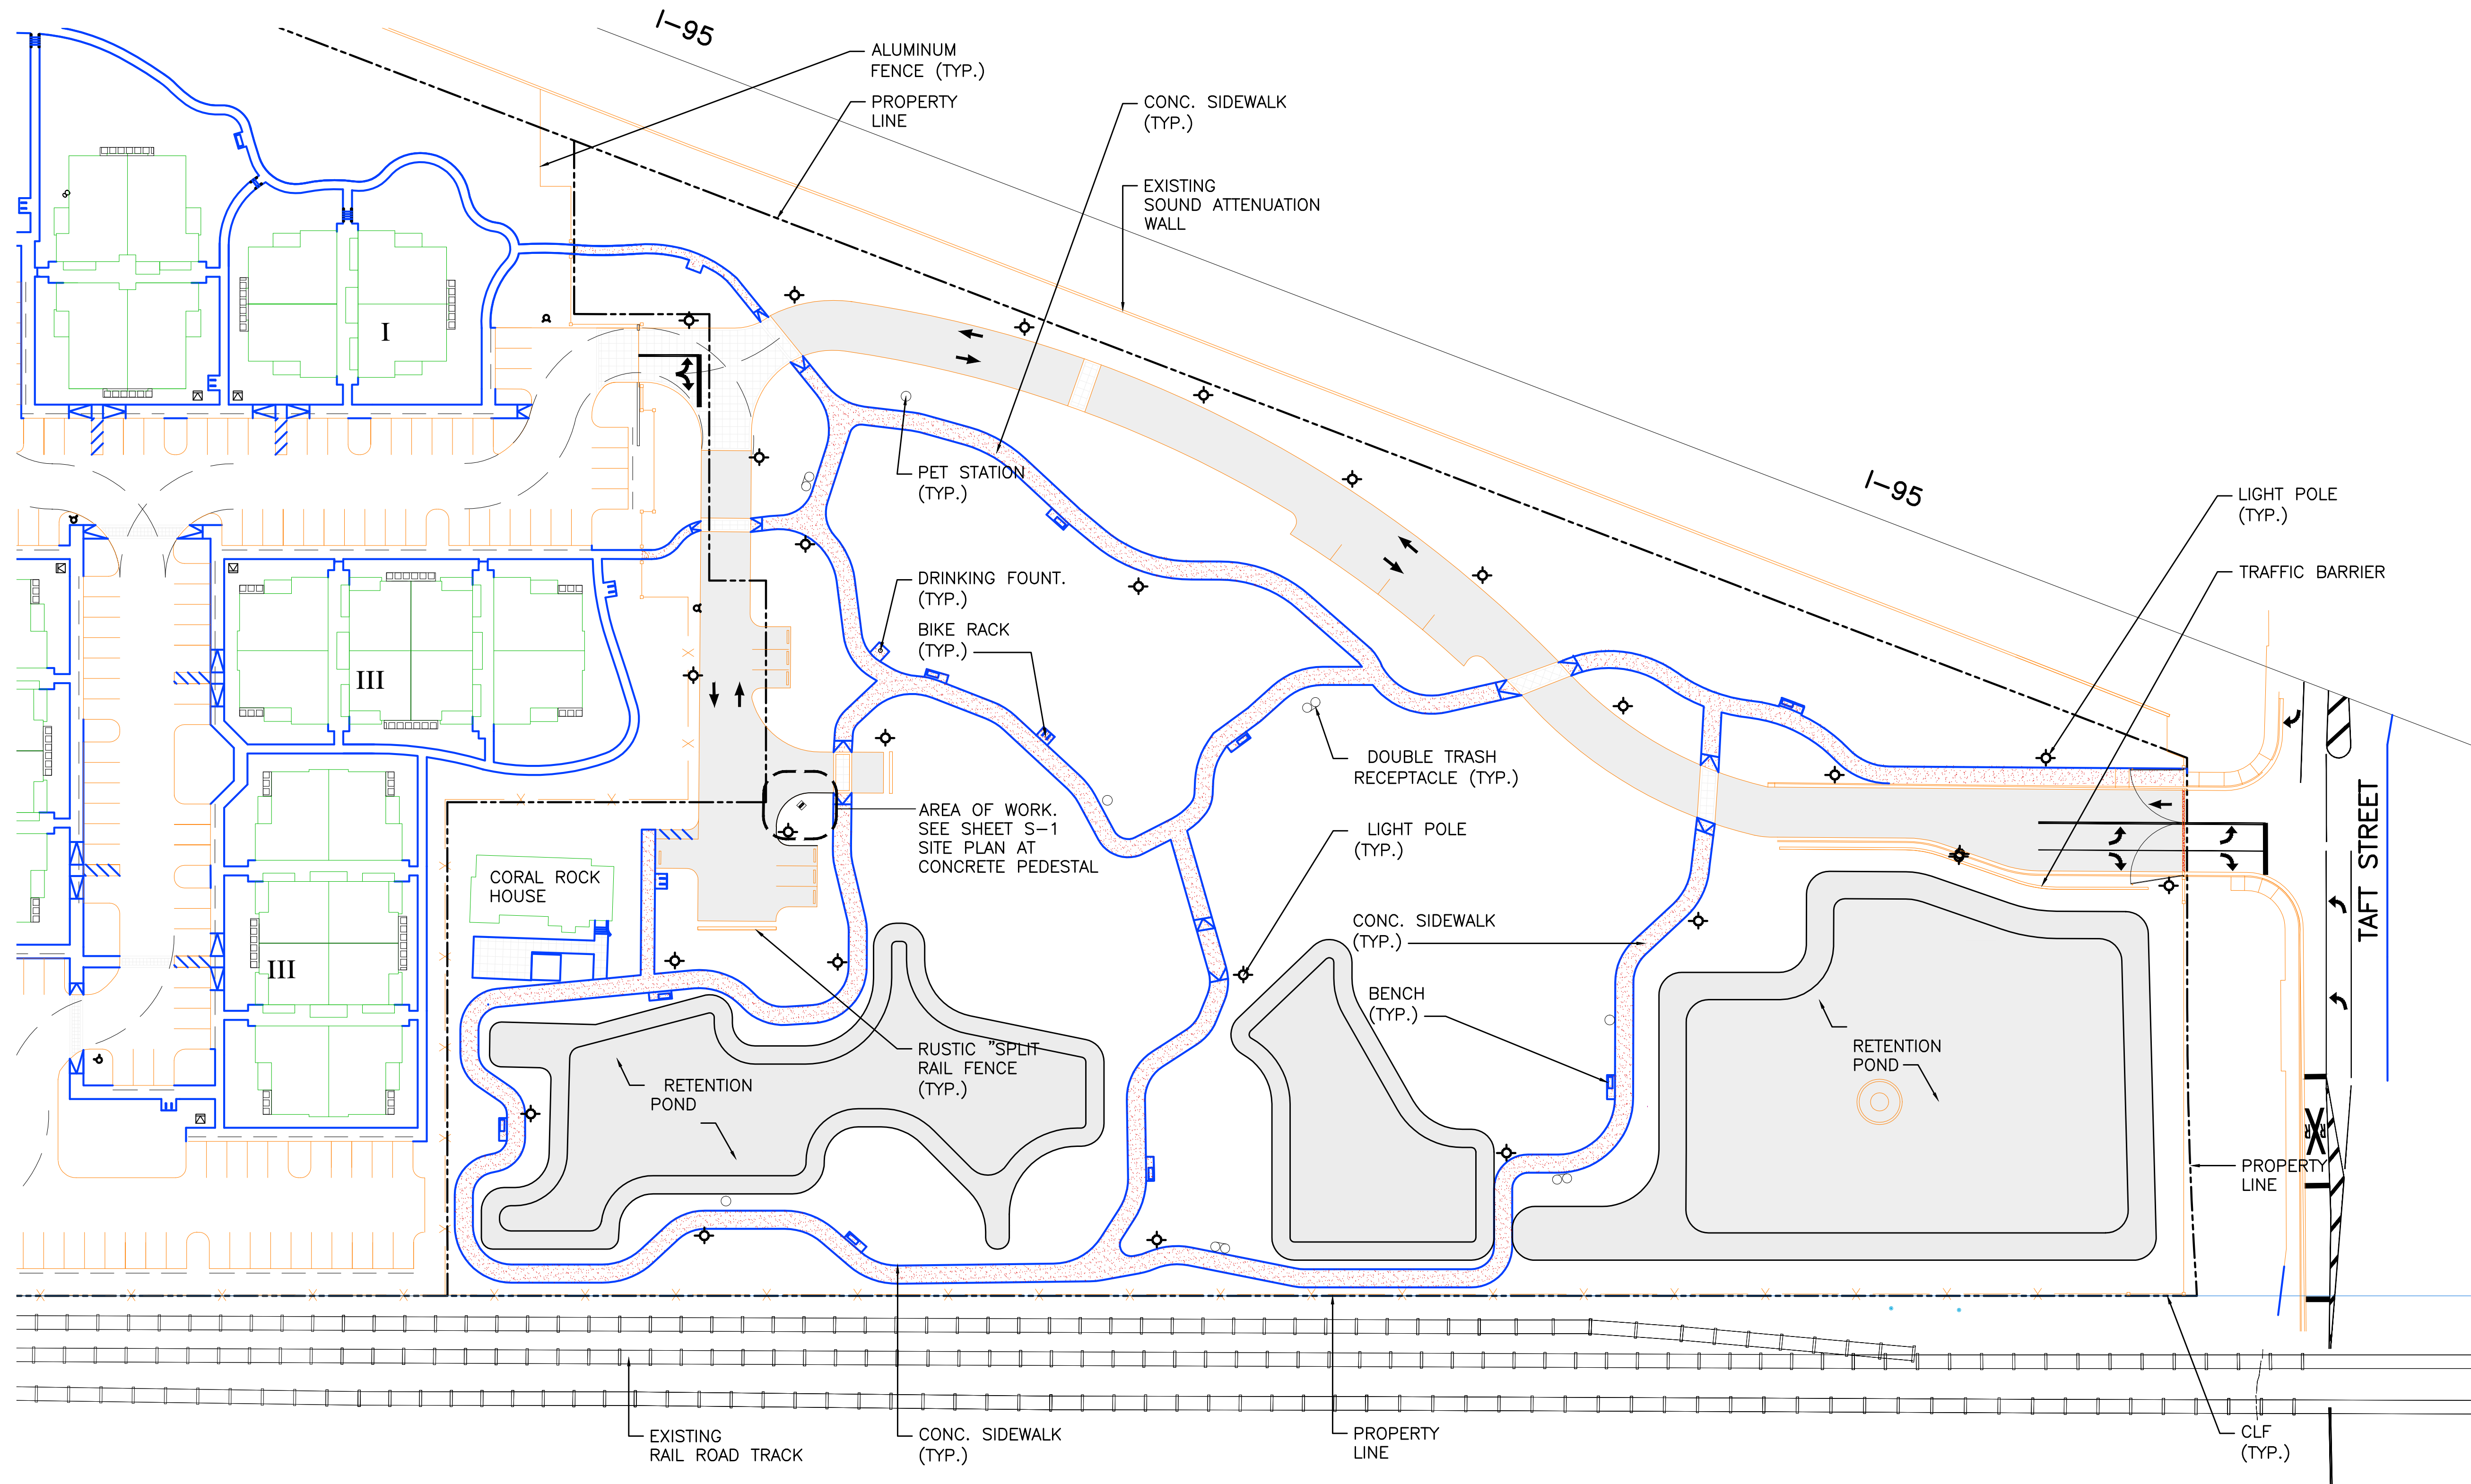 I-95
ALUMINUM
FENCE (TYP.)
PROPERTY
LINE
CONC. SIDEWALK
(TYP.)
EXISTING
SOUND ATTENUATION
WALL
I
I-95
LIGHT POLE
(TYP.)
PET STATION
(TYP.)
TRAFFIC BARRIER
DRINKING FOUNT.
(TYP.)
BIKE RACK
(TYP.)
III
DOUBLE TRASH
RECEPTACLE (TYP.)
AREA OF WORK.
SEE SHEET S-1
SITE PLAN AT
CONCRETE PEDESTAL
LIGHT POLE
(TYP.)
TAFT STREET
CORAL ROCK
HOUSE
CONC. SIDEWALK
(TYP.)
III
BENCH
(TYP.)
RUSTIC "SPLIT
RAIL FENCE
(TYP.)
RETENTION
POND
RETENTION
POND
RXR
PROPERTY
LINE
EXISTING
RAIL ROAD TRACK
CONC. SIDEWALK
(TYP.)
PROPERTY
LINE
CLF
(TYP.)